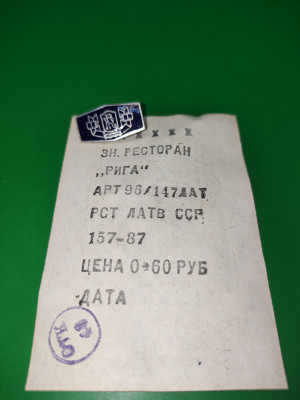 х х х х
ЗН. РЕСТОРАН
„РИГА"
АРТ 96/147ЛАТ
РСТ ЛАТВ ССР
157-87
ЦЕНА 0=60 РУБ
ДАТА
ОТК